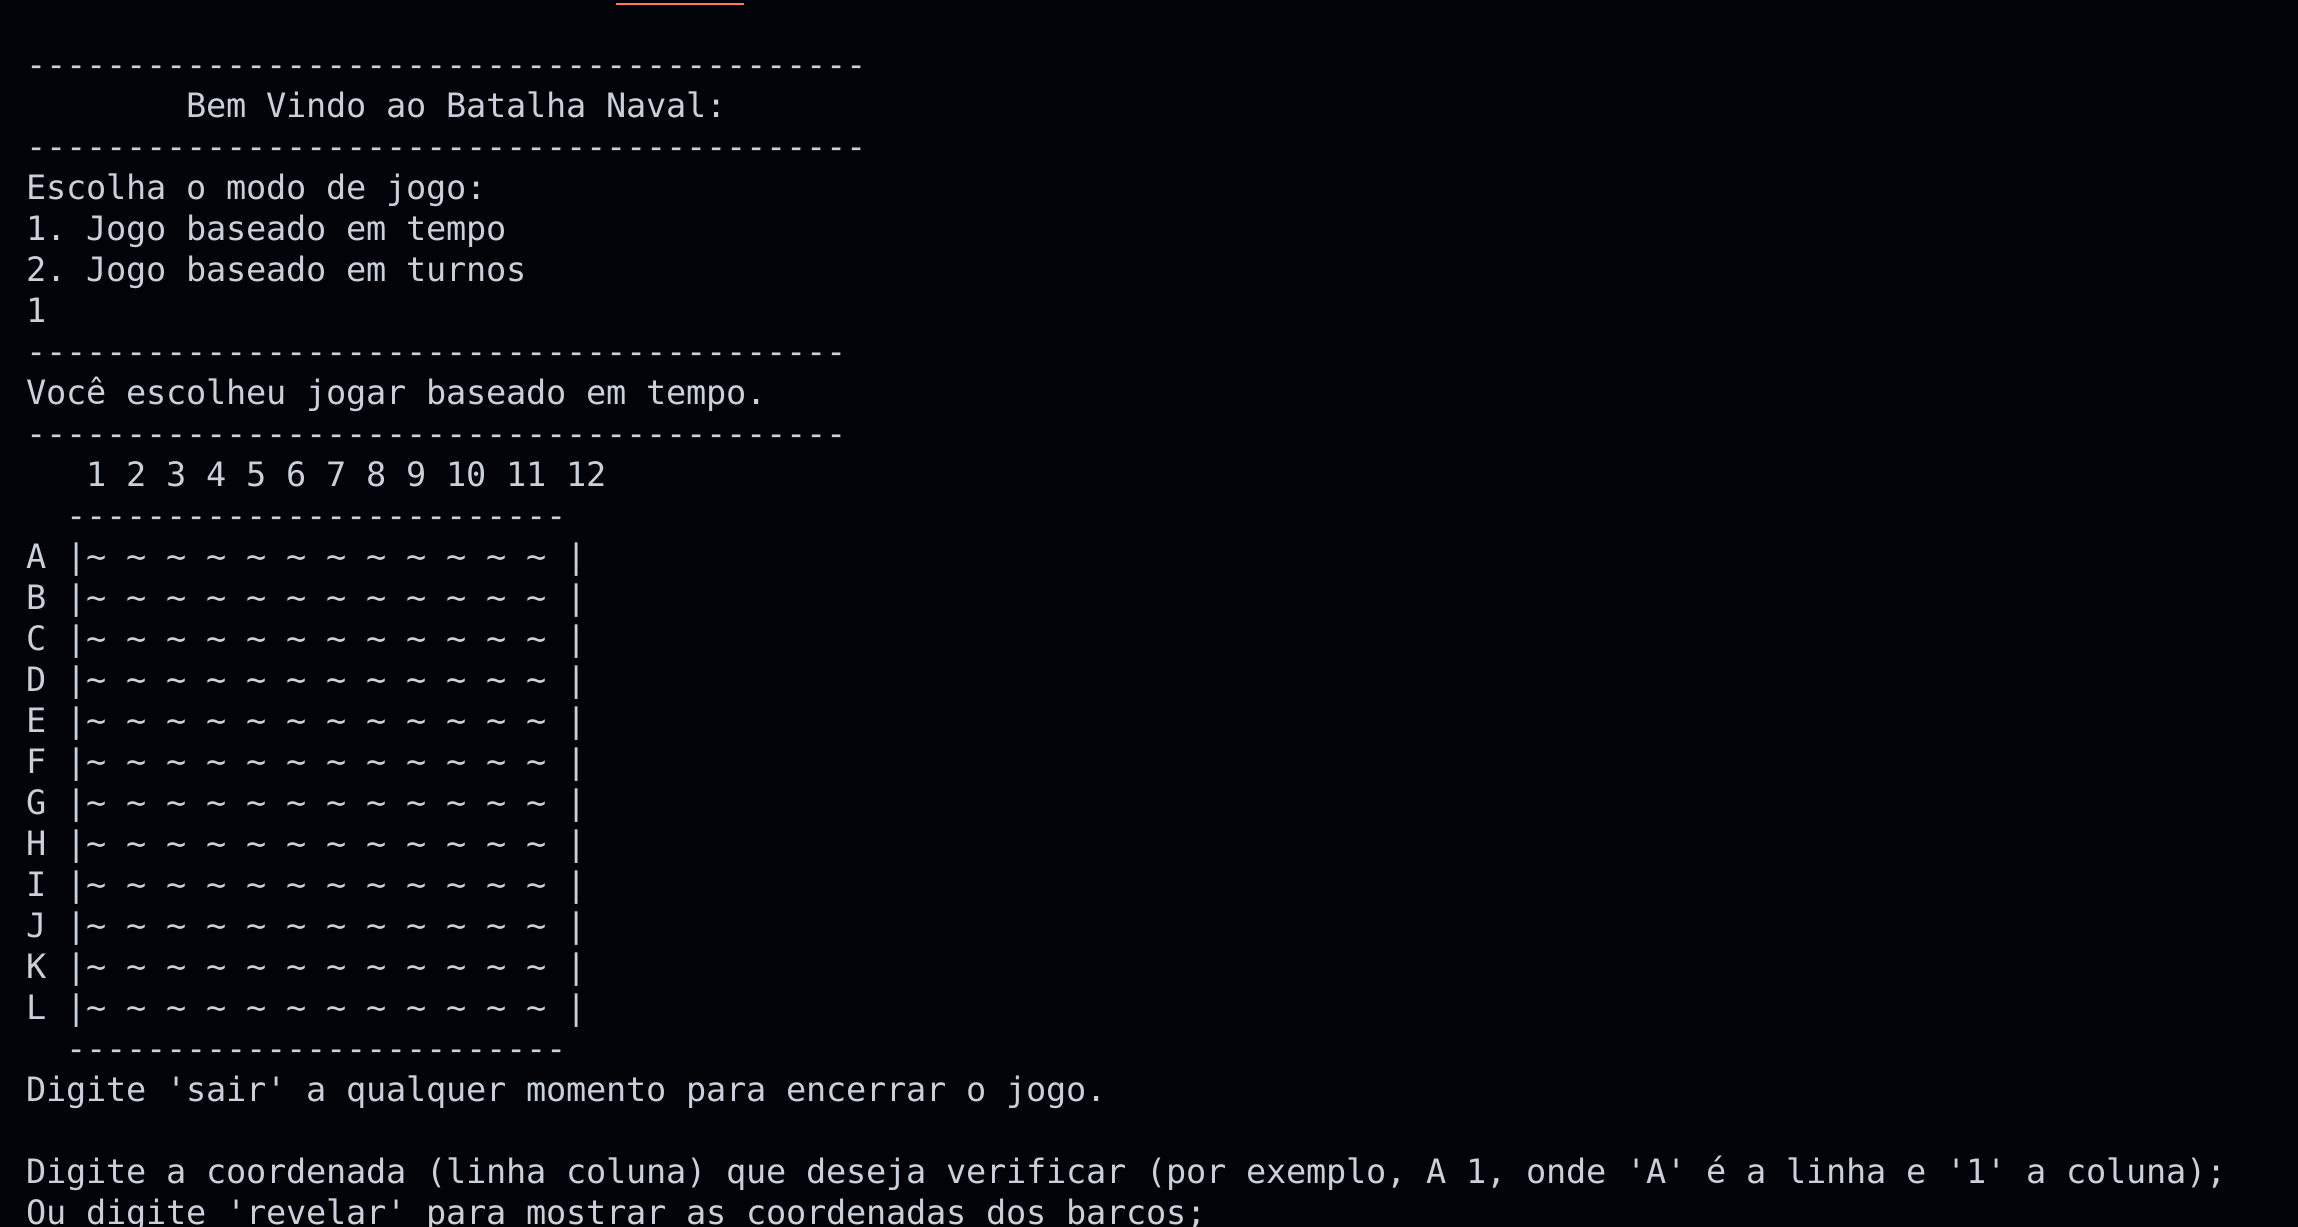 -----------------------------------------
        Bem Vindo ao Batalha Naval:
-----------------------------------------
Escolha o modo de jogo:
1. Jogo baseado em tempo
2. Jogo baseado em turnos
1
----------------------------------------
Você escolheu jogar baseado em tempo.
----------------------------------------
   1 2 3 4 5 6 7 8 9 10 11 12
  ------------------------
A |~ ~ ~ ~ ~ ~ ~ ~ ~ ~ ~ ~ |
B |~ ~ ~ ~ ~ ~ ~ ~ ~ ~ ~ ~ |
C |~ ~ ~ ~ ~ ~ ~ ~ ~ ~ ~ ~ |
D |~ ~ ~ ~ ~ ~ ~ ~ ~ ~ ~ ~ |
E |~ ~ ~ ~ ~ ~ ~ ~ ~ ~ ~ ~ |
F |~ ~ ~ ~ ~ ~ ~ ~ ~ ~ ~ ~ |
G |~ ~ ~ ~ ~ ~ ~ ~ ~ ~ ~ ~ |
H |~ ~ ~ ~ ~ ~ ~ ~ ~ ~ ~ ~ |
I |~ ~ ~ ~ ~ ~ ~ ~ ~ ~ ~ ~ |
J |~ ~ ~ ~ ~ ~ ~ ~ ~ ~ ~ ~ |
K |~ ~ ~ ~ ~ ~ ~ ~ ~ ~ ~ ~ |
L |~ ~ ~ ~ ~ ~ ~ ~ ~ ~ ~ ~ |
  ------------------------
Digite 'sair' a qualquer momento para encerrar o jogo.

Digite a coordenada (linha coluna) que deseja verificar (por exemplo, A 1, onde 'A' é a linha e '1' a coluna);
Ou digite 'revelar' para mostrar as coordenadas dos barcos;